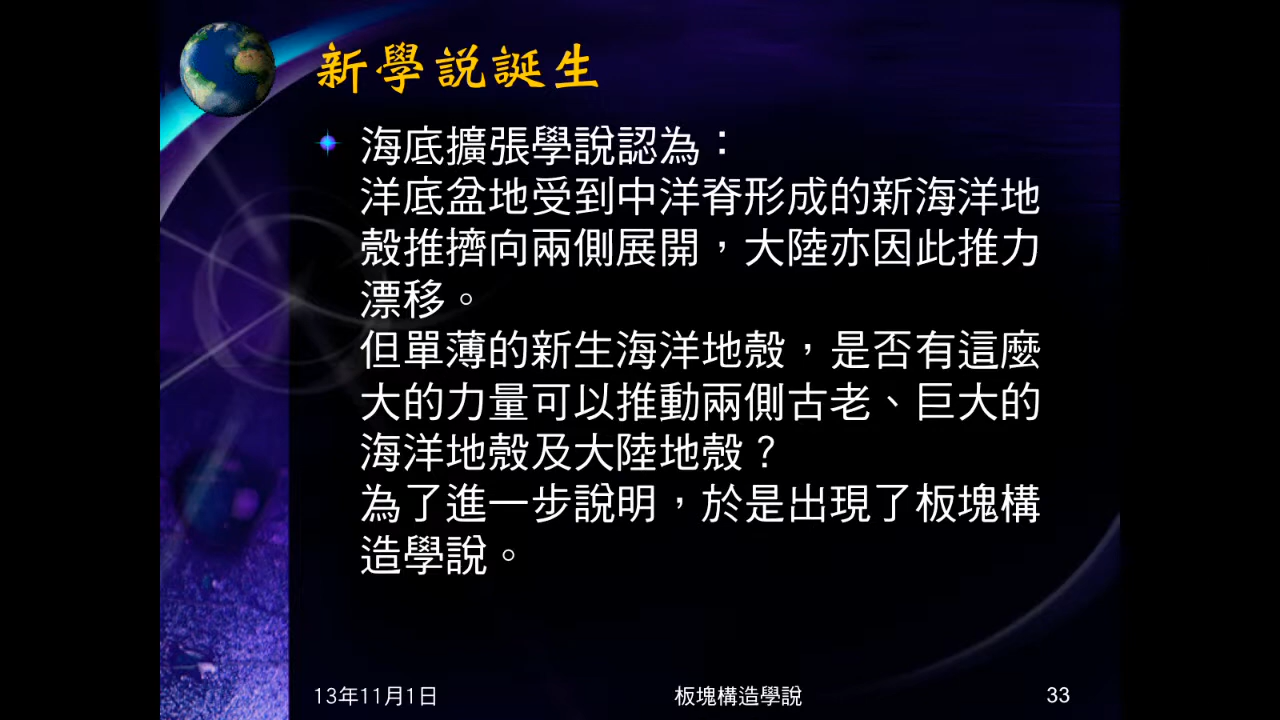 新學説誕生
海底擴張學說認為：
洋底盆地受到中洋脊形成的新海洋地
殼推擠向兩側展開，大陸亦因此推力
漂移。
但單薄的新生海洋地殼，是否有這麼
大的力量可以推動兩側古老、巨大的
海洋地殼及大陸地殼？
為了進一步說明，於是出現了板塊構
造學說。
13年11月1日
板塊構造學說
33